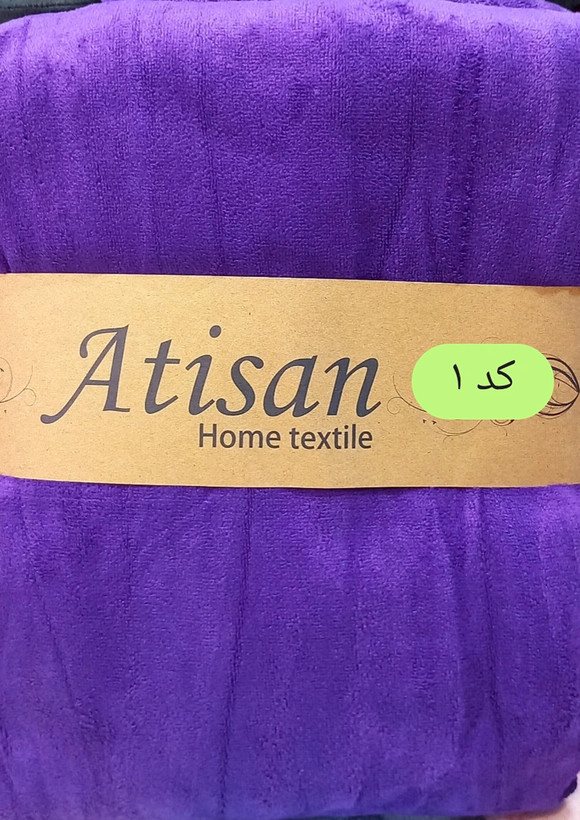 Atisan
Home textile
کد ۱